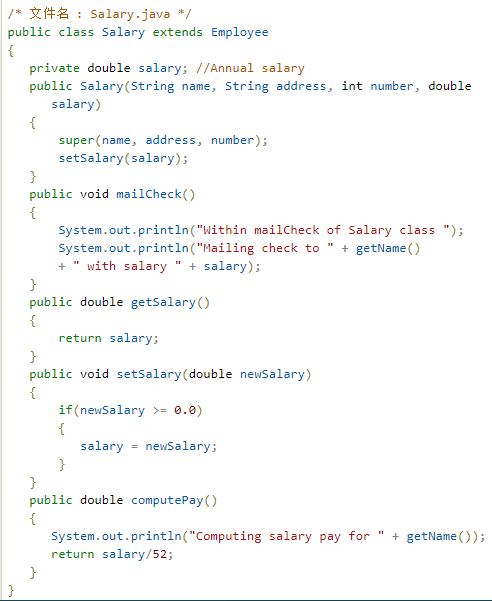 /* 文件名 : Salary.java */
public class Salary extends Employee
{
   private double salary; //Annual salary
   public Salary(String name, String address, int number, double
      salary)
   {
       super(name, address, number);
       setSalary(salary);
   }
   public void mailCheck()
   {
       System.out.println("Within mailCheck of Salary class ");
       System.out.println("Mailing check to " + getName()
       + " with salary " + salary);
   }
   public double getSalary()
   {
       return salary;
   }
   public void setSalary(double newSalary)
   {
       if(newSalary >= 0.0)
       {
          salary = newSalary;
       }
   }
   public double computePay()
   {
      System.out.println("Computing salary pay for " + getName());
      return salary/52;
   }
}